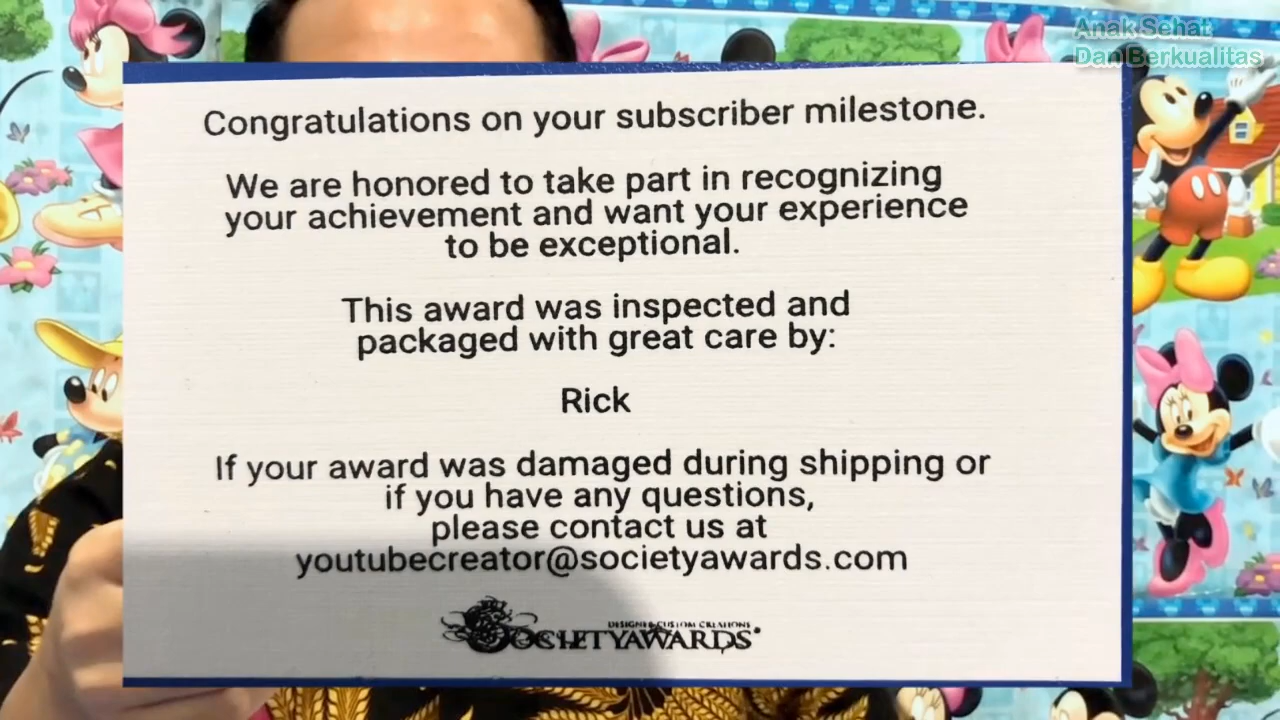 Anak Sehat
Dan Berkualitas
Congratulations on your subscriber milestone.
We are honored to take part in recognizing
your achievement and want your experience
to be exceptional.
This award was inspected and
packaged with great care by:
Rick
If your award was damaged during shipping or
if you have any questions,
please contact us at
youtubecreator@societyawards.com
DESIGNER CUSTOM CREATIONS
SOCIETYAWARDS